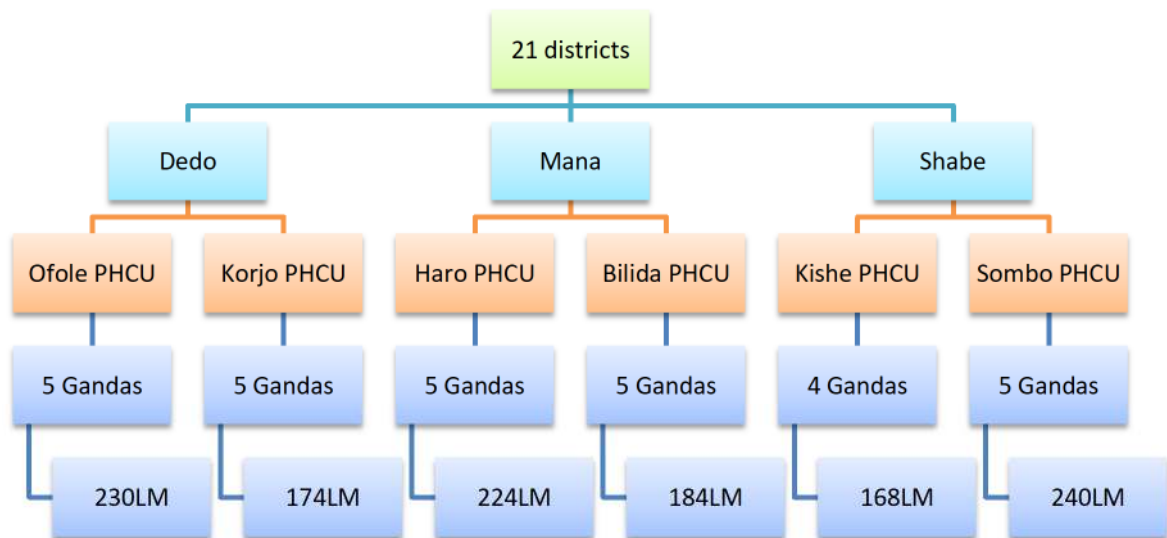 21 districts
Dedo
Mana
Shabe
Ofole PHCU
Korjo PHCU
Haro PHCU
Bilida PHCU
Kishe PHCU
Sombo PHCU
5 Gandas
5 Gandas
5 Gandas
5 Gandas
4 Gandas
5 Gandas
230LM
174LM
224LM
184LM
168LM
240LM